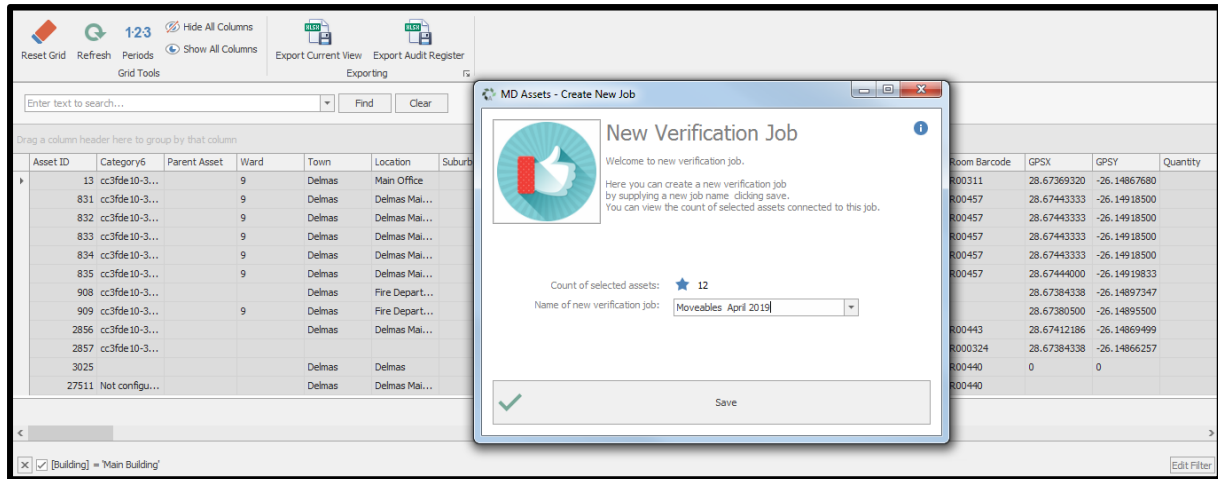 Reset Grid Refresh 1·2·3 Periods Hide All Columns
Show All Columns
XLSX Export Current View XLSX Export Audit Register
Grid Tools Exporting
Enter text to search... Find Clear
Drag a column header here to group by that column
Asset ID Category6 Parent Asset Ward Town Location Suburb Room Barcode GPSX GPSY Quantity
13 cc3fde10-3... 9 Delmas Main Office R00311 28.67369320 -26.14867680
831 cc3fde10-3... 9 Delmas Delmas Mai... R00457 28.67443333 -26.14918500
832 cc3fde10-3... 9 Delmas Delmas Mai... R00457 28.67443333 -26.14918500
833 cc3fde10-3... 9 Delmas Delmas Mai... R00457 28.67443333 -26.14918500
834 cc3fde10-3... 9 Delmas Delmas Mai... R00457 28.67443333 -26.14918500
835 cc3fde10-3... 9 Delmas Delmas Mai... R00457 28.67444000 -26.14919833
908 cc3fde10-3... Delmas Fire Depart... 28.67384338 -26.14897347
909 cc3fde10-3... 9 Delmas Fire Depart... 28.67380500 -26.14895500
2856 cc3fde10-3... Delmas Delmas Mai... R00443 28.67412186 -26.14869499
2857 cc3fde10-3... R000324 28.67384338 -26.14866257
3025 Delmas Delmas R00440 0 0
27511 Not configu... Delmas Delmas Mai... R00440
[Building] = 'Main Building' Edit Filter
MD Assets - Create New Job
New Verification Job
Welcome to new verification job.
Here you can create a new verification job
by supplying a new job name clicking save.
You can view the count of selected assets connected to this job.
Count of selected assets: 12
Name of new verification job: Moveables April 2019
Save